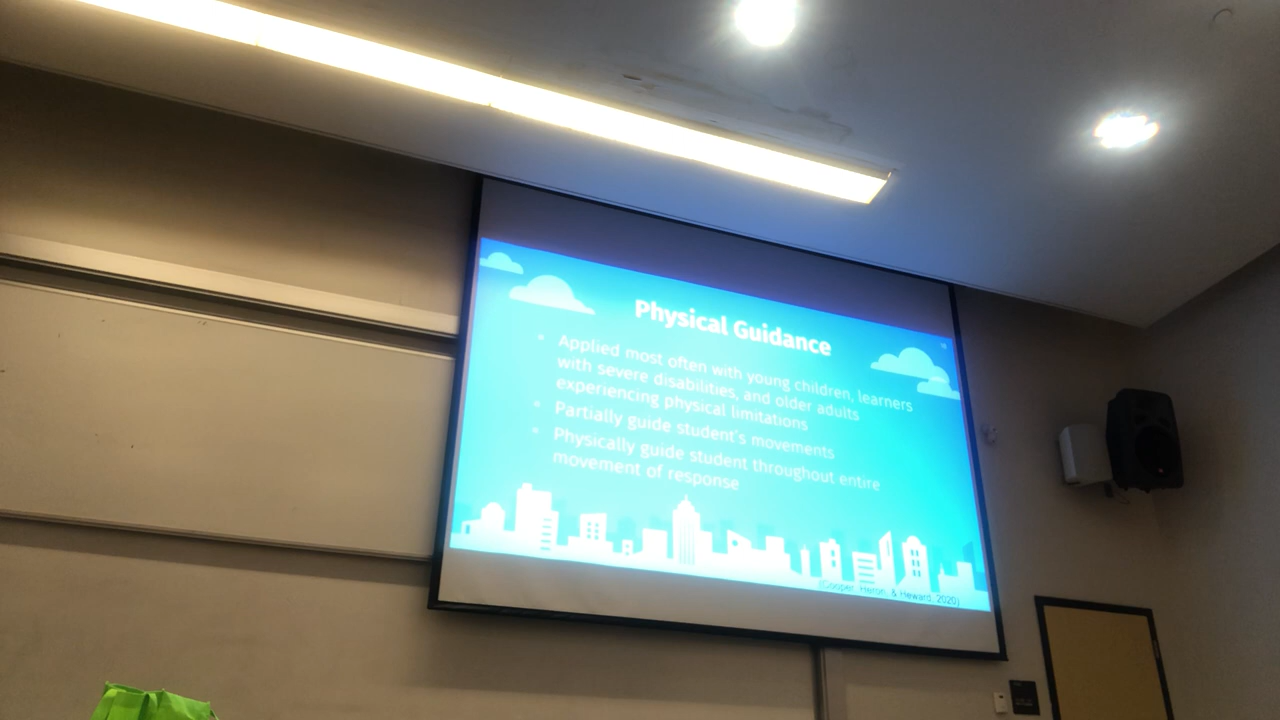 Physical Guidance
Applied most often with young children, learners
with severe disabilities, and older adults
experiencing physical limitations
Partially guide student's movements
Physically guide student throughout entire
movement of response
(Cooper, Heron, & Heward, 2020)